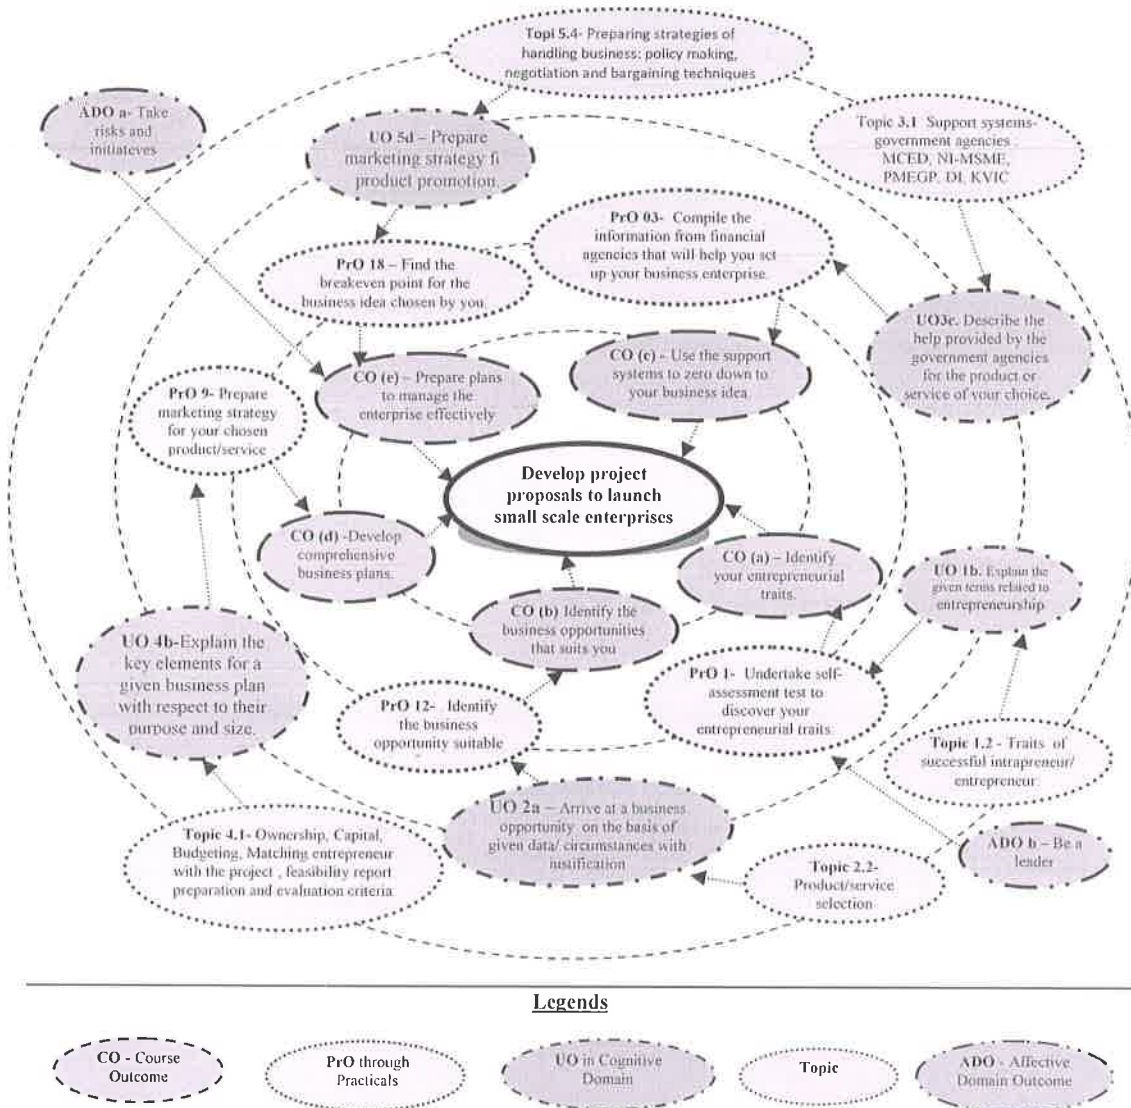 Topi 5.4- Preparing strategies of
handling business: policy making,
negotiation and bargaining techniques
ADO a- Take
risks and
initiateves
UO 5d – Prepare
marketing strategy fi
product promotion.
Topic 3.1 Support systems-
government agencies
MCED, NI-MSME,
PMEGP, DI, KVIC
PrO 03- Compile the
information from financial
agencies that will help you set
up your business enterprise.
PrO 18 – Find the
breakeven point for the
business idea chosen by you.
UO3c. Describe the
help provided by the
government agencies
for the product or
service of your choice.
CO (e) – Prepare plans
to manage the
enterprise effectively
CO (c) – Use the support
systems to zero down to
your business idea.
PrO 9- Prepare
marketing strategy
for your chosen
product/service
Develop project
proposals to launch
small scale enterprises
CO (d) -Develop
comprehensive
business plans.
CO (a) – Identify
your entrepreneurial
traits.
UO 1b. Explain the
given terms related to
entrepreneurship
CO (b) Identify the
business opportunities
that suits you
UO 4b-Explain the
key elements for a
given business plan
with respect to their
purpose and size.
PrO 1- Undertake self-
assessment test to
discover your
entrepreneurial traits.
PrO 12- Identify
the business
opportunity suitable
Topic 1.2 - Traits of
successful intrapreneur/
entrepreneur.
UO 2a – Arrive at a business
opportunity on the basis of
given data/ circumstances with
justification
Topic 4.1- Ownership, Capital,
Budgeting, Matching entrepreneur
with the project , feasibility report
preparation and evaluation criteria
ADO b – Be a
leader
Topic 2.2-
Product/service
selection
Legends
CO - Course
Outcome
PrO through
Practicals
UO in Cognitive
Domain
Topic
ADO - Affective
Domain Outcome